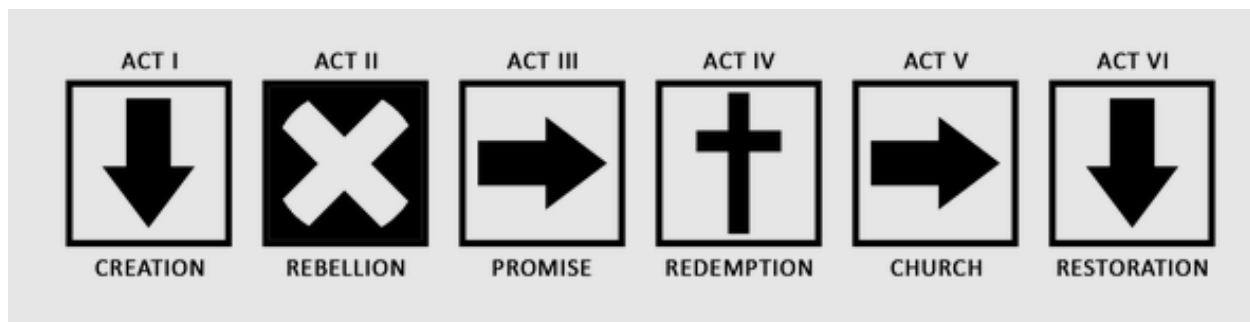 ACT I ACT II ACT III ACT IV ACT V ACT VI
CREATION REBELLION PROMISE REDEMPTION CHURCH RESTORATION